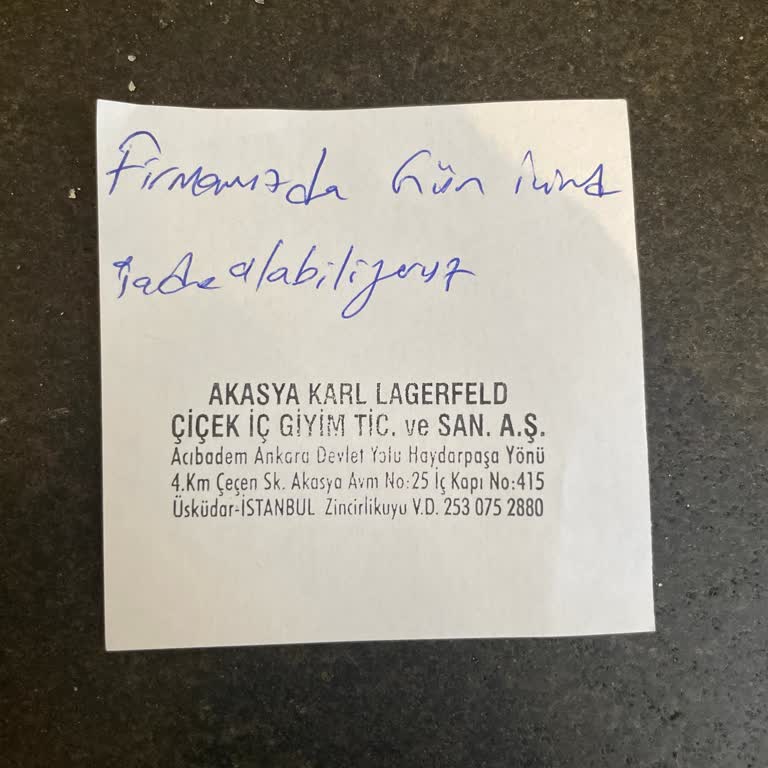 Firmamızda Gün içinde
iade alabiliyoruz
AKASYA KARL LAGERFELD
ÇİÇEK İÇ GİYİM TİC. ve SAN. A.Ş.
Acıbadem Ankara Devlet Yolu Haydarpaşa Yönü
4.Km Çeçen Sk. Akasya Avm No:25 İç Kapı No:415
Üsküdar-İSTANBUL Zincirlikuyu V.D. 253 075 2880